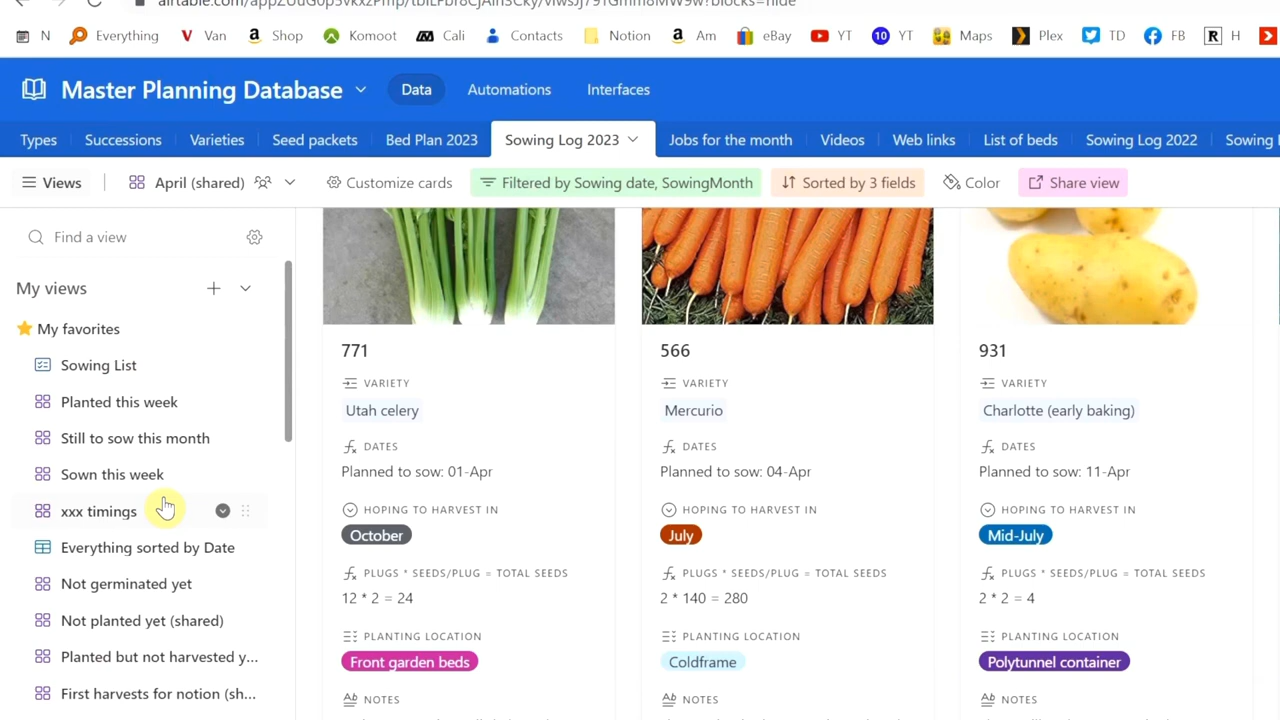 N Everything Van Shop Komoot Cali Contacts Notion Am eBay YT 10 YT Maps Plex TD FB R H
Master Planning Database Data Automations Interfaces
Types Successions Varieties Seed packets Bed Plan 2023 Sowing Log 2023 Jobs for the month Videos Web links List of beds Sowing Log 2022 Sowing
Views April (shared) Customize cards Filtered by Sowing date, SowingMonth Sorted by 3 fields Color Share view
Find a view
My views
My favorites
Sowing List
Planted this week
Still to sow this month
Sown this week
xxx timings
Everything sorted by Date
Not germinated yet
Not planted yet (shared)
Planted but not harvested y...
First harvests for notion (sh...
771
VARIETY
Utah celery
DATES
Planned to sow: 01-Apr
HOPING TO HARVEST IN
October
PLUGS * SEEDS/PLUG = TOTAL SEEDS
12 * 2 = 24
PLANTING LOCATION
Front garden beds
NOTES
566
VARIETY
Mercurio
DATES
Planned to sow: 04-Apr
HOPING TO HARVEST IN
July
PLUGS * SEEDS/PLUG = TOTAL SEEDS
2 * 140 = 280
PLANTING LOCATION
Coldframe
NOTES
931
VARIETY
Charlotte (early baking)
DATES
Planned to sow: 11-Apr
HOPING TO HARVEST IN
Mid-July
PLUGS * SEEDS/PLUG = TOTAL SEEDS
2 * 2 = 4
PLANTING LOCATION
Polytunnel container
NOTES